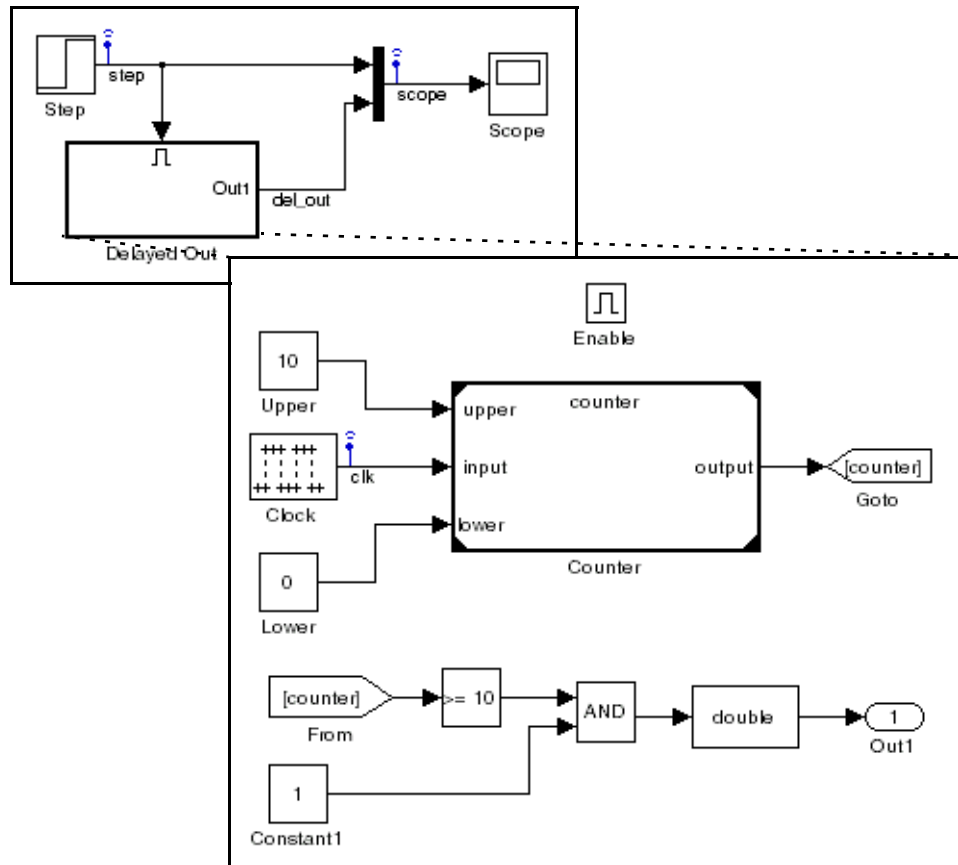 step
Step
scope
Scope
Out1
del_out
Delayed Out
Enable
10
Upper
counter
upper
input
output
lower
clk
Clock
[counter]
Goto
0
Lower
Counter
[counter]
From
>= 10
AND
double
1
Out1
1
Constant1